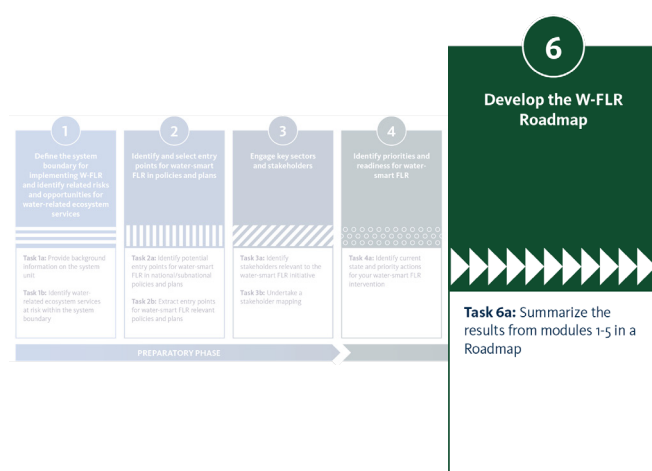 1
Define the system
boundary for
implementing W-FLR
and identify related risks
and opportunities for
water-related ecosystem
services
Task 1a: Provide background
information on the system
unit
Task 1b: Identify water-
related ecosystem services
at risk within the system
boundary
2
Identify and select entry
points for water-smart
FLR in policies and plans
Task 2a: Identify potential
entry points for water-smart
FLR in national/subnational
policies and plans
Task 2b: Extract entry points
for water-smart FLR relevant
policies and plans
3
Engage key sectors
and stakeholders
Task 3a: Identify
stakeholders relevant to the
water-smart FLR initiative
Task 3b: Undertake a
stakeholder mapping
4
Identify priorities and
readiness for water-
smart FLR
Task 4a: Identify current
state and priority actions
for your water-smart FLR
intervention
PREPARATORY PHASE
6
Develop the W-FLR
Roadmap
Task 6a: Summarize the
results from modules 1-5 in a
Roadmap